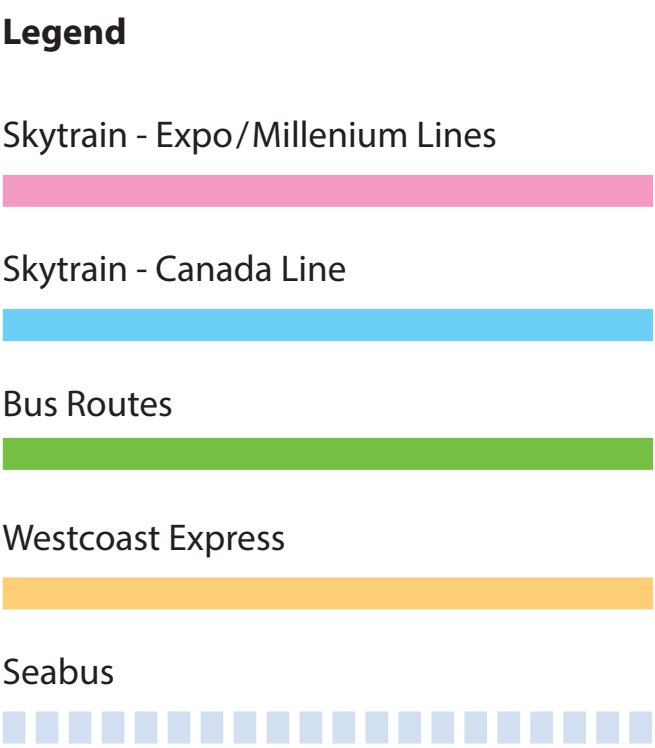 Legend
Skytrain - Expo/Millenium Lines
Skytrain - Canada Line
Bus Routes
Westcoast Express
Seabus